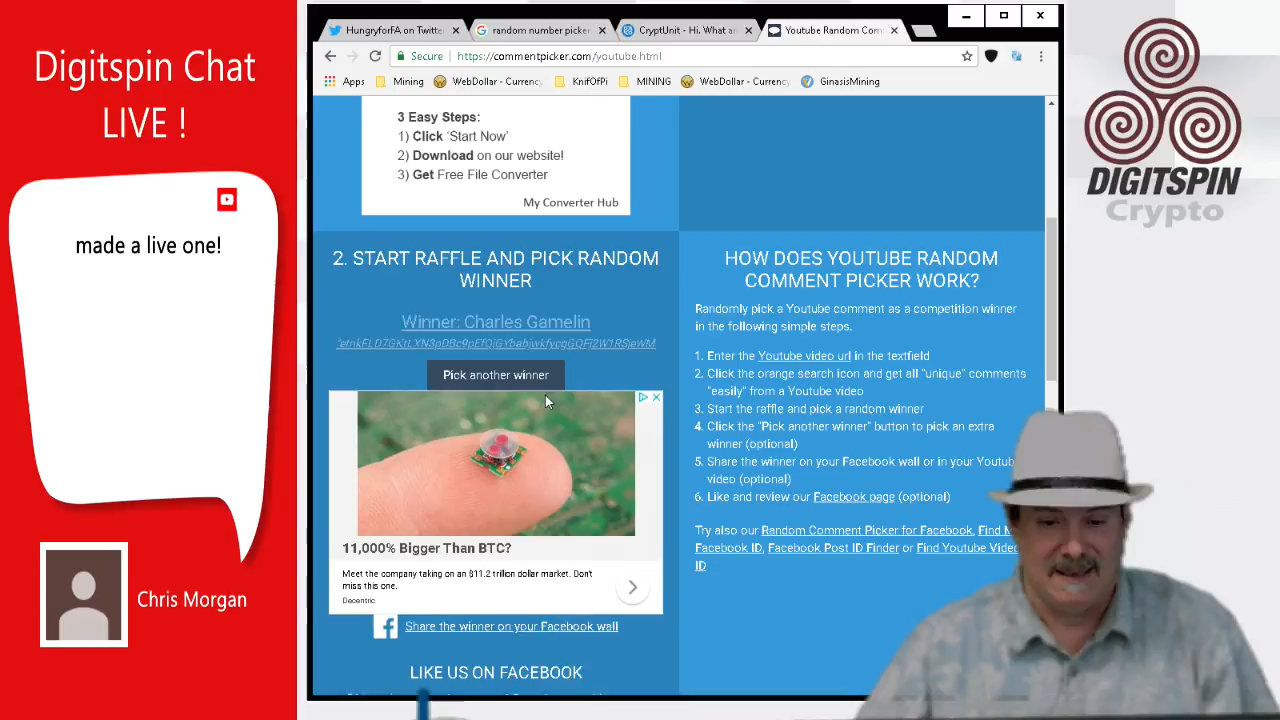 Digitspin Chat
LIVE !
made a live one!
Chris Morgan
HungryforFA on Twitte
random number picker
CryptUnit - Hi, What ar
Youtube Random Com
Secure
https://commentpicker.com/youtube.html
Apps
Mining
WebDollar - Currency
KnifOfPi
MINING
WebDollar - Currency
GinasisMining
3 Easy Steps:
1) Click 'Start Now'
2) Download on our website!
3) Get Free File Converter
My Converter Hub
2. START RAFFLE AND PICK RANDOM
WINNER
Winner: Charles Gamelin
Pick another winner
11,000% Bigger Than BTC?
Meet the company taking on an $11.2 trillion dollar market. Don't
miss this one.
Decentric
Share the winner on your Facebook wall
LIKE US ON FACEBOOK
HOW DOES YOUTUBE RANDOM
COMMENT PICKER WORK?
Randomly pick a Youtube comment as a competition winner
in the following simple steps.
1. Enter the Youtube video url in the textfield
2. Click the orange search icon and get all "unique" comments
"easily" from a Youtube video
3. Start the raffle and pick a random winner
4. Click the "Pick another winner" button to pick an extra
winner (optional)
5. Share the winner on your Facebook wall or in your Youtub
video (optional)
6. Like and review our Facebook page (optional)
Try also our Random Comment Picker for Facebook, Find
Facebook ID, Facebook Post ID Finder or Find Youtube Video
ID
DIGITSPIN
Crypto